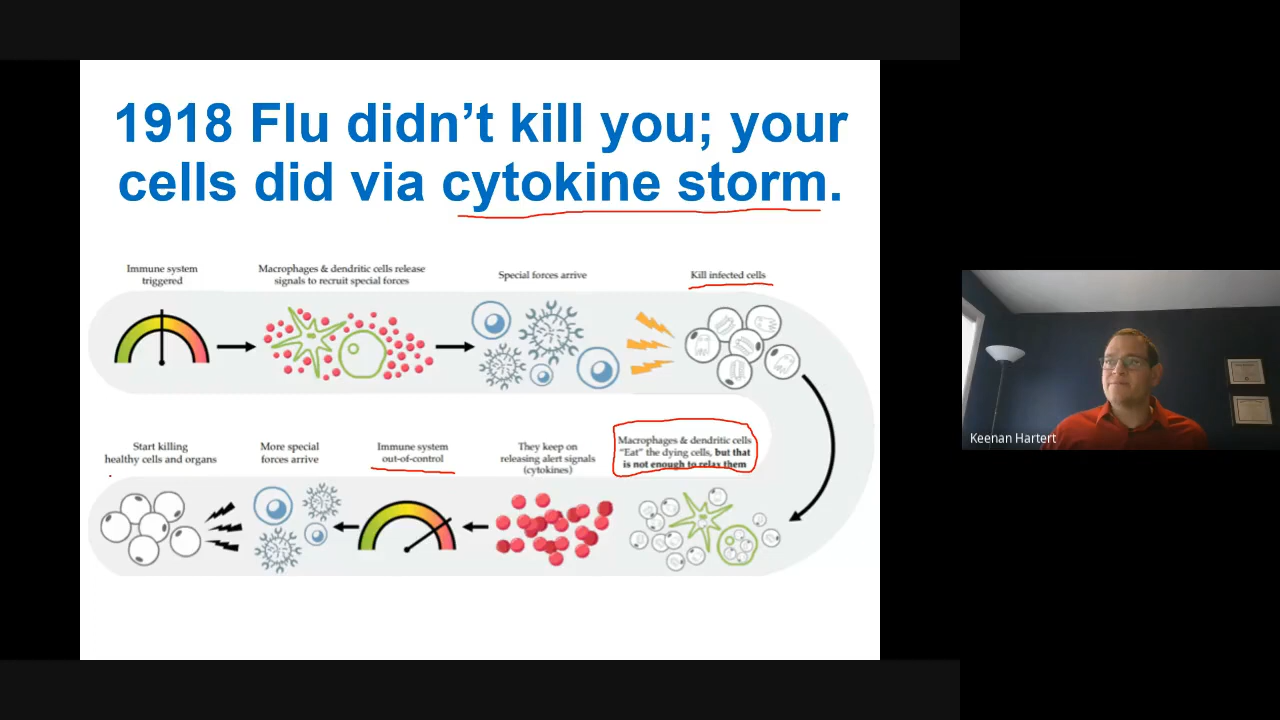 1918 Flu didn't kill you; your
cells did via cytokine storm.
Immune system
triggered
Macrophages & dendritic cells release
signals to recruit special forces
Special forces arrive
Kill infected cells
Macrophages & dendritic cells
"Eat" the dying cells, but that
is not enough to relax them
They keep on
releasing alert signals
(cytokines)
Immune system
out-of-control
More special
forces arrive
Start killing
healthy cells and organs
Keenan Hartert